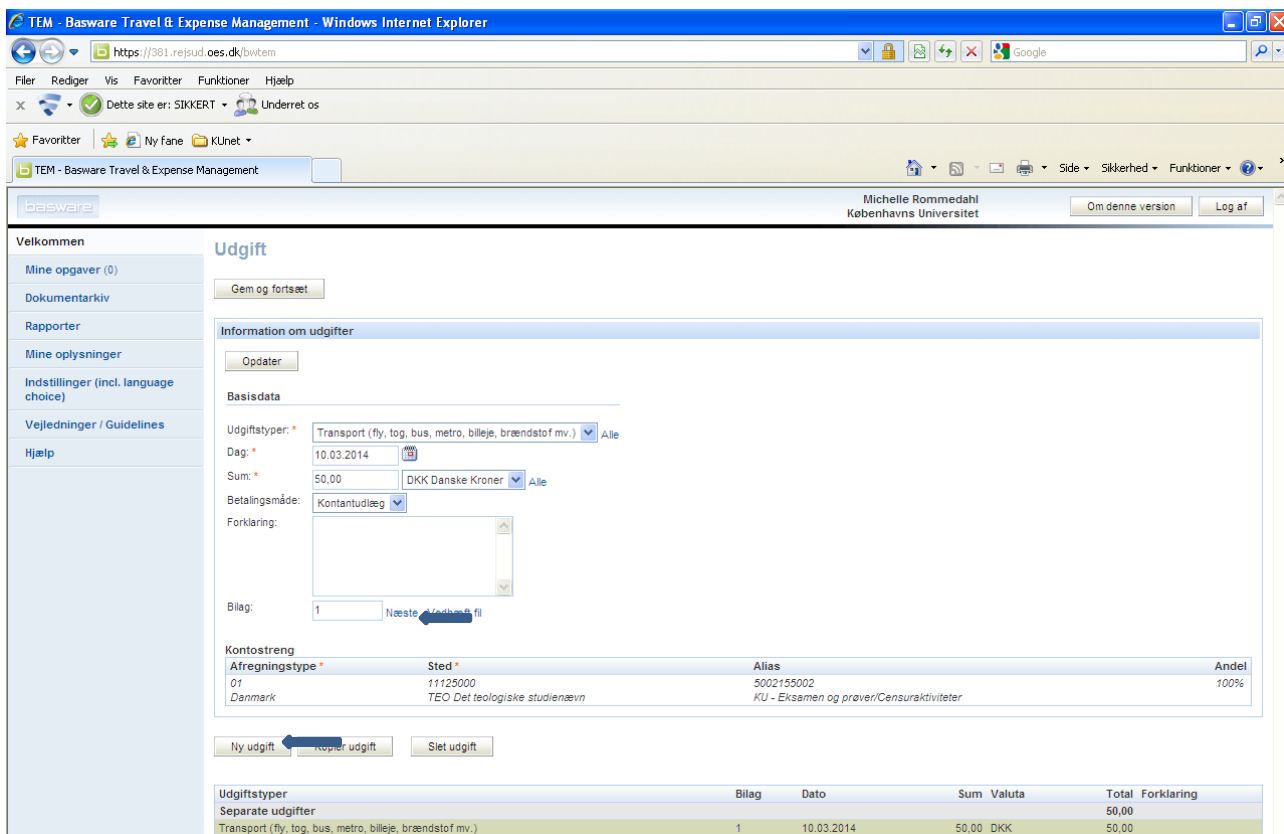 TEM - Basware Travel & Expense Management - Windows Internet Explorer
https://381.rejsud.oes.dk/bwtem
Google
Filer Rediger Vis Favoritter Funktioner Hjælp
x Dette site er: SIKKERT Underret os
Favoritter Ny fane KUnet
TEM - Basware Travel & Expense Management
Side Sikkerhed Funktioner
basware
Michelle Rommedahl
Københavns Universitet
Om denne version Log af
Velkommen
Mine opgaver (0)
Dokumentarkiv
Rapporter
Mine oplysninger
Indstillinger (incl. language
choice)
Vejledninger / Guidelines
Hjælp
Udgift
Gem og fortsæt
Information om udgifter
Opdater
Basisdata
Udgiftstyper: * Transport (fly, tog, bus, metro, billeje, brændstof mv.) Alle
Dag: * 10.03.2014
Sum: * 50,00 DKK Danske Kroner Alle
Betalingsmåde: Kontantudlæg
Forklaring:
Bilag: 1 Næste Vedhæft fil
Kontostreng
Afregningstype * Sted * Alias Andel
01 11125000 5002155002 100%
Danmark TEO Det teologiske studienævn KU - Eksamen og prøver/Censuraktiviteter
Ny udgift Kopier udgift Slet udgift
Udgiftstyper Bilag Dato Sum Valuta Total Forklaring
Separate udgifter 50,00
Transport (fly, tog, bus, metro, billeje, brændstof mv.) 1 10.03.2014 50,00 DKK 50,00